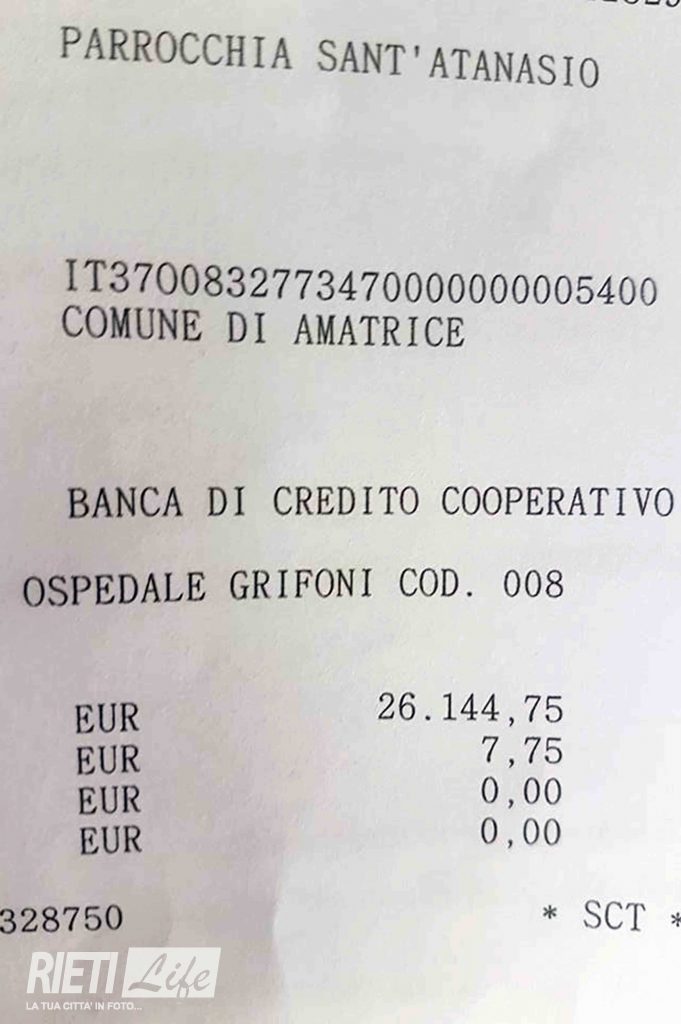 PARROCCHIA SANT'ATANASIO
IT37O0832773470000000005400
COMUNE DI AMATRICE
BANCA DI CREDITO COOPERATIVO
OSPEDALE GRIFONI COD. 008
EUR 26.144,75
EUR 7,75
EUR 0,00
EUR 0,00
328750 * SCT *
RIETI Life
LA TUA CITTA' IN FOTO...